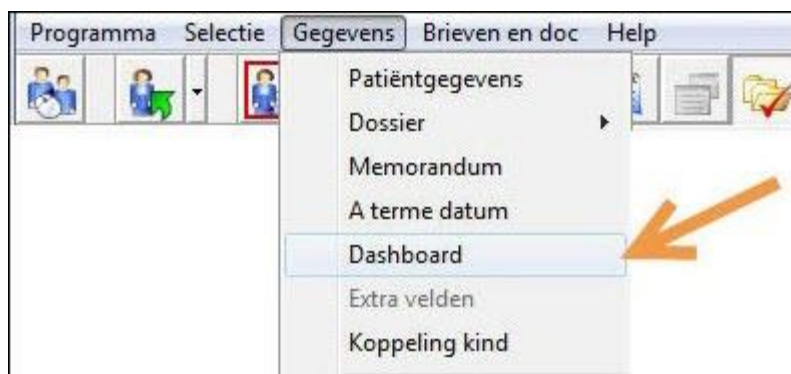 Programma Selectie Gegevens Brieven en doc Help
Patiëntgegevens
Dossier
Memorandum
A terme datum
Dashboard
Extra velden
Koppeling kind